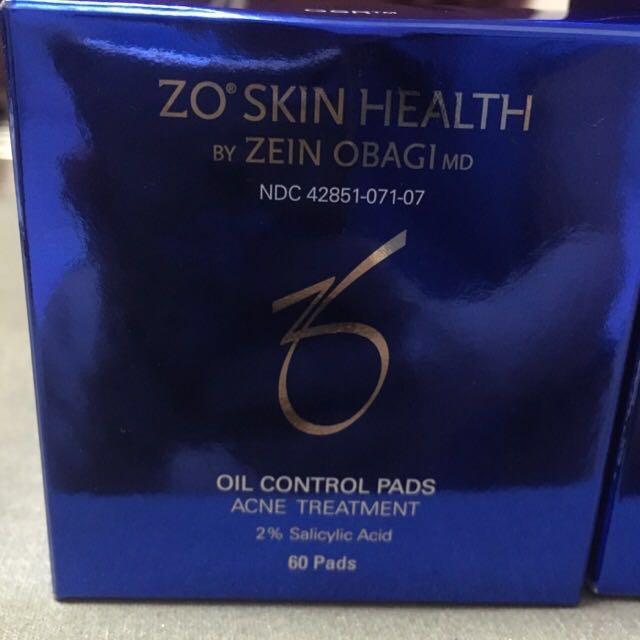 ZO® SKIN HEALTH
BY ZEIN OBAGI MD
NDC 42851-071-07
OIL CONTROL PADS
ACNE TREATMENT
2% Salicylic Acid
60 Pads